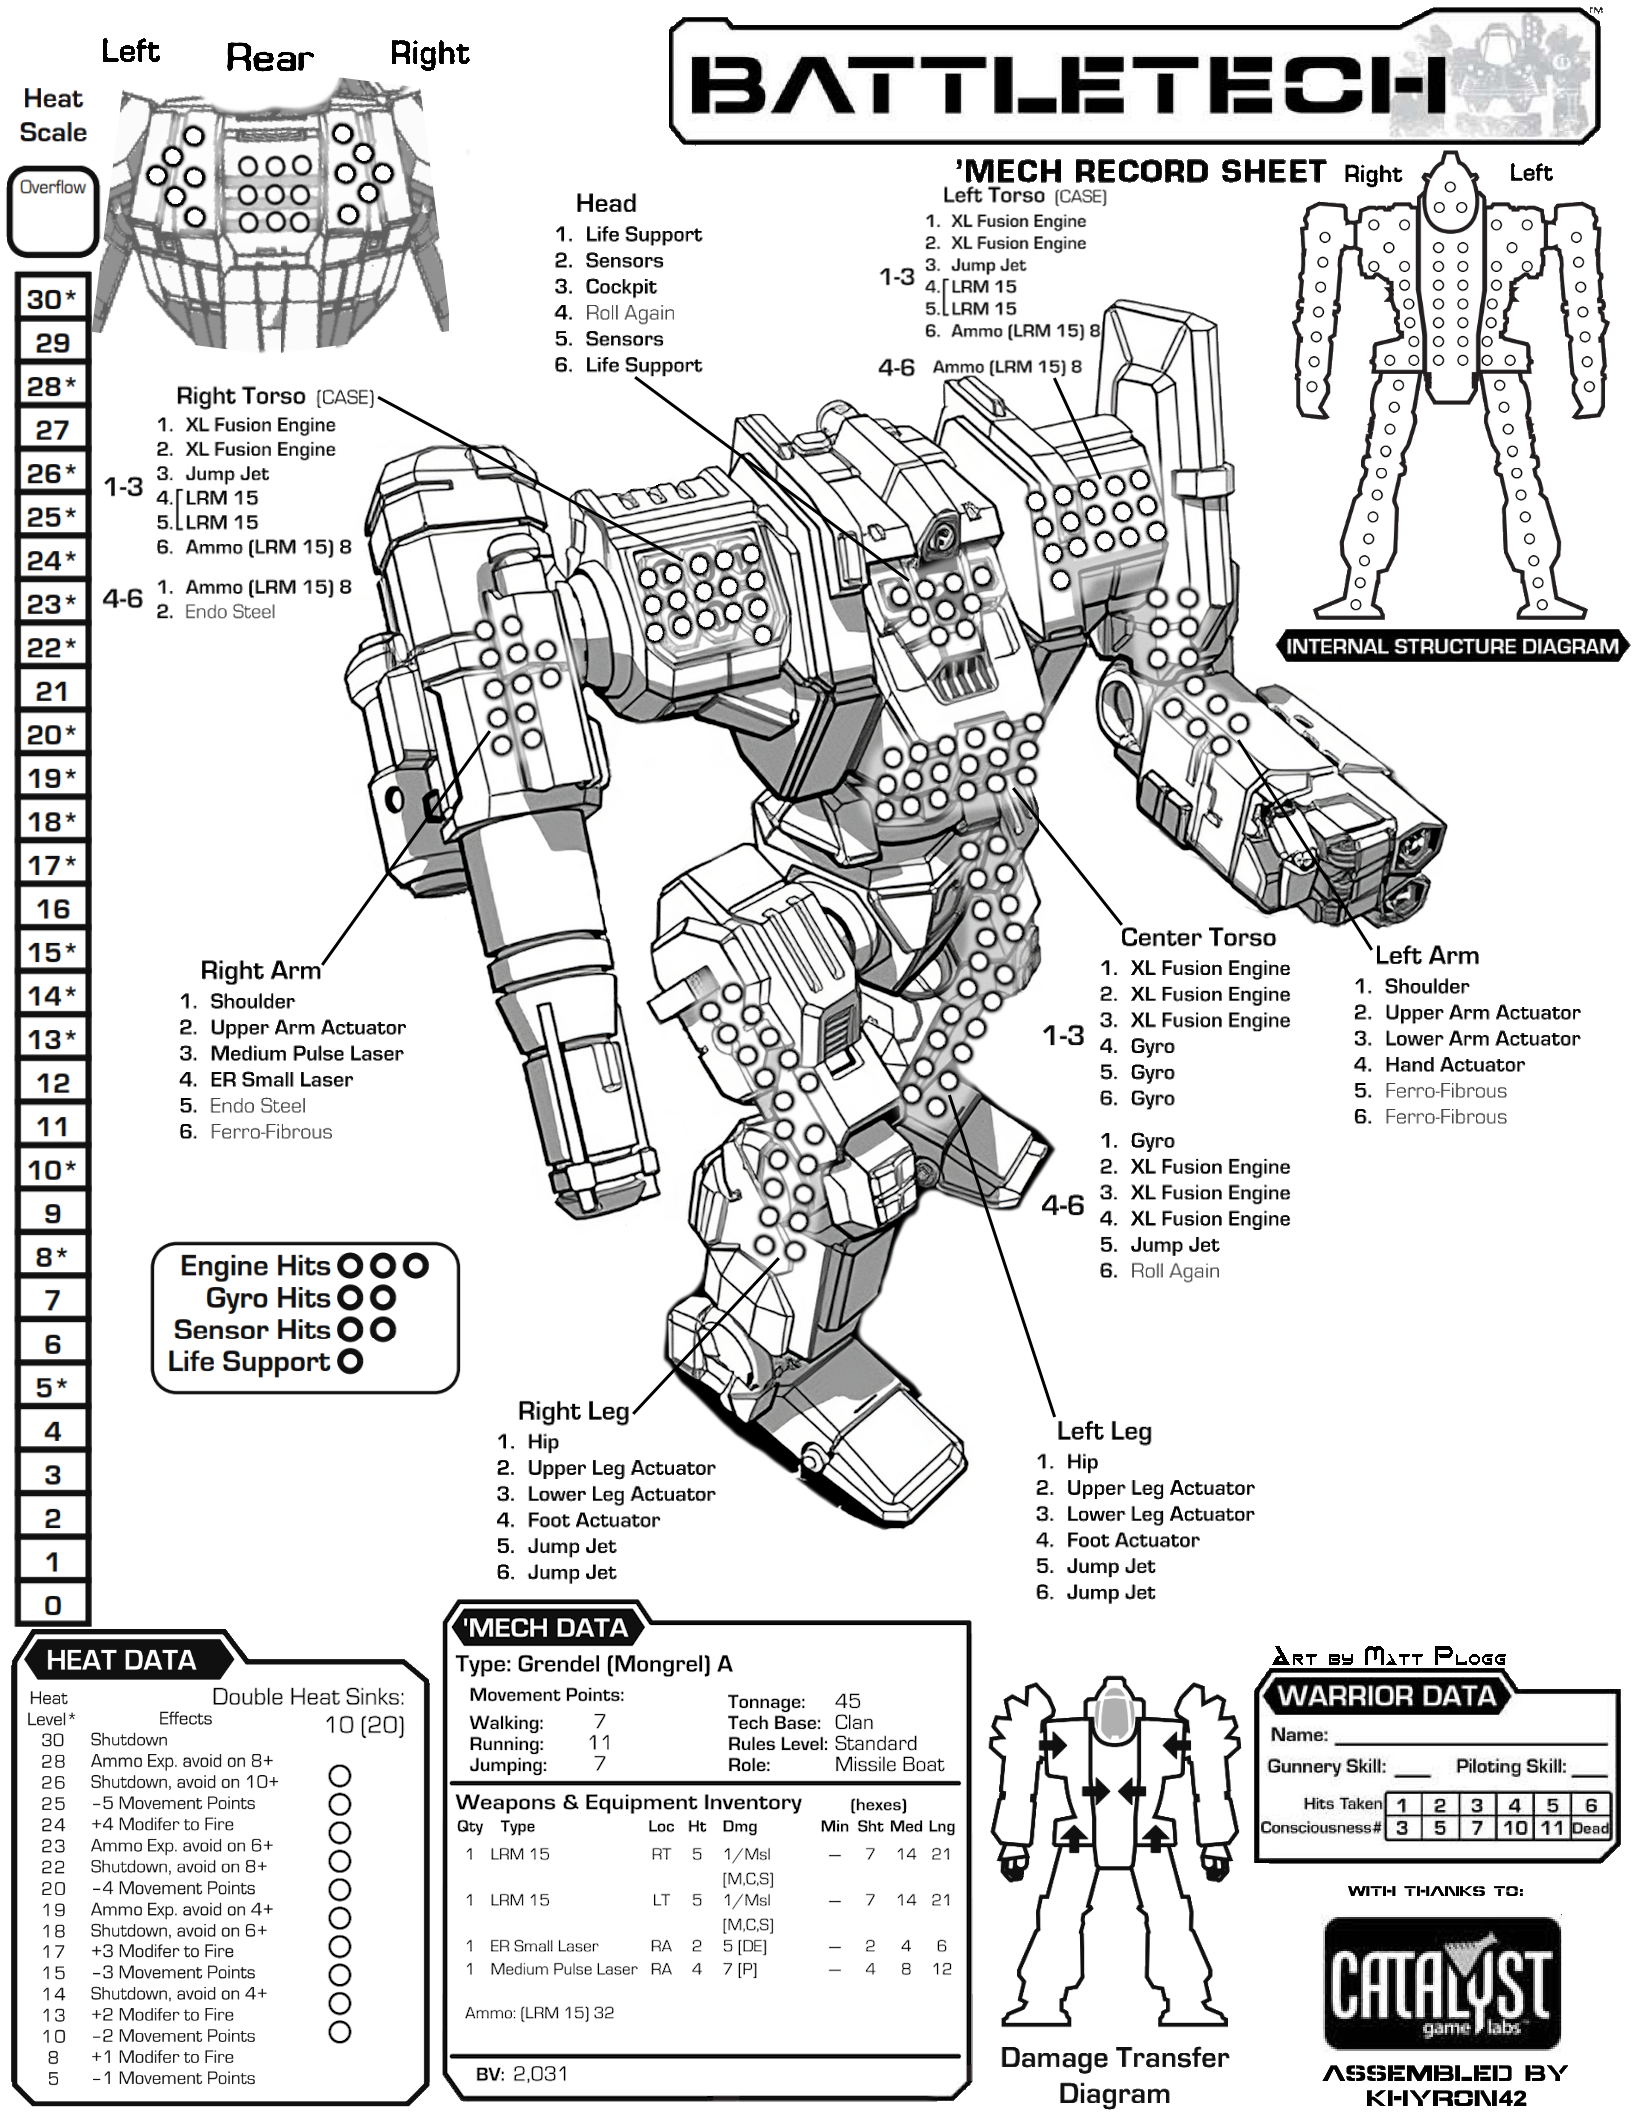 Left Rear Right
Heat
Scale
Overflow
30*
29
28*
27
26*
25*
24*
23*
22*
21
20*
19*
18*
17*
16
15*
14*
13*
12
11
10*
9
8*
7
6
5*
4
3
2
1
0
BATTLETECH™
'MECH RECORD SHEET
Head
1. Life Support
2. Sensors
3. Cockpit
4. Roll Again
5. Sensors
6. Life Support
Left Torso (CASE)
1-3
1. XL Fusion Engine
2. XL Fusion Engine
3. Jump Jet
4. LRM 15
5. LRM 15
6. Ammo (LRM 15) 8
4-6 Ammo (LRM 15) 8
Right Left
INTERNAL STRUCTURE DIAGRAM
Right Torso (CASE)
1-3
1. XL Fusion Engine
2. XL Fusion Engine
3. Jump Jet
4. LRM 15
5. LRM 15
6. Ammo (LRM 15) 8
4-6
1. Ammo (LRM 15) 8
2. Endo Steel
Right Arm
1. Shoulder
2. Upper Arm Actuator
3. Medium Pulse Laser
4. ER Small Laser
5. Endo Steel
6. Ferro-Fibrous
Center Torso
1-3
1. XL Fusion Engine
2. XL Fusion Engine
3. XL Fusion Engine
4. Gyro
5. Gyro
6. Gyro
4-6
1. Gyro
2. XL Fusion Engine
3. XL Fusion Engine
4. XL Fusion Engine
5. Jump Jet
6. Roll Again
Left Arm
1. Shoulder
2. Upper Arm Actuator
3. Lower Arm Actuator
4. Hand Actuator
5. Ferro-Fibrous
6. Ferro-Fibrous
Engine Hits
Gyro Hits
Sensor Hits
Life Support
Right Leg
1. Hip
2. Upper Leg Actuator
3. Lower Leg Actuator
4. Foot Actuator
5. Jump Jet
6. Jump Jet
Left Leg
1. Hip
2. Upper Leg Actuator
3. Lower Leg Actuator
4. Foot Actuator
5. Jump Jet
6. Jump Jet
HEAT DATA
Heat
Level* Effects
Double Heat Sinks:
10 (20)
30 Shutdown
28 Ammo Exp. avoid on 8+
26 Shutdown, avoid on 10+
25 -5 Movement Points
24 +4 Modifer to Fire
23 Ammo Exp. avoid on 6+
22 Shutdown, avoid on 8+
20 -4 Movement Points
19 Ammo Exp. avoid on 4+
18 Shutdown, avoid on 6+
17 +3 Modifer to Fire
15 -3 Movement Points
14 Shutdown, avoid on 4+
13 +2 Modifer to Fire
10 -2 Movement Points
8 +1 Modifer to Fire
5 -1 Movement Points
'MECH DATA
Type: Grendel (Mongrel) A
Movement Points:
Walking: 7
Running: 11
Jumping: 7
Tonnage: 45
Tech Base: Clan
Rules Level: Standard
Role: Missile Boat
Weapons & Equipment Inventory (hexes)
Qty Type Loc Ht Dmg Min Sht Med Lng
1 LRM 15 RT 5 1/Msl — 7 14 21
[M,C,S]
1 LRM 15 LT 5 1/Msl — 7 14 21
[M,C,S]
1 ER Small Laser RA 2 5 [DE] — 2 4 6
1 Medium Pulse Laser RA 4 7 [P] — 4 8 12
Ammo: (LRM 15) 32
BV: 2,031
Damage Transfer
Diagram
Art by Matt Plogg
WARRIOR DATA
Name:
Gunnery Skill: Piloting Skill:
Hits Taken 1 2 3 4 5 6
Consciousness# 3 5 7 10 11 Dead
WITH THANKS TO:
CATALYST
game labs™
ASSEMBLED BY
KHYRON42